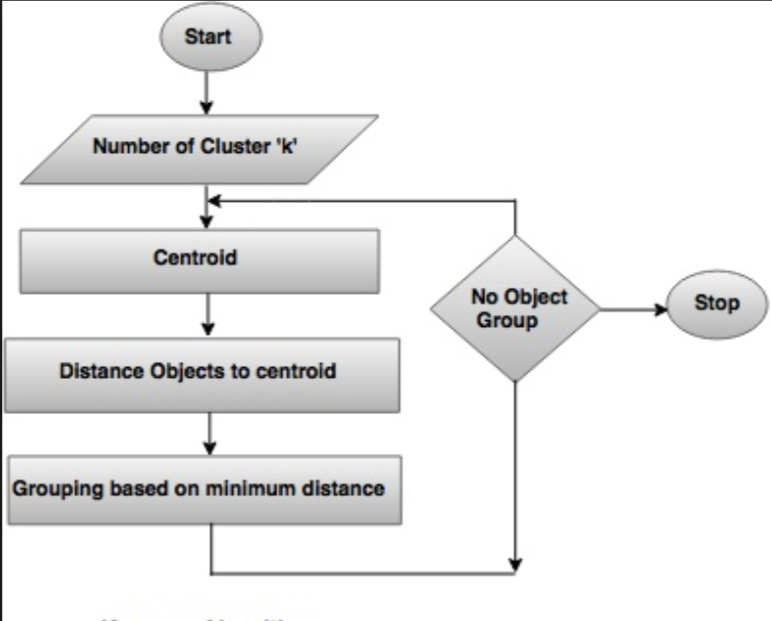 Start
Number of Cluster 'k'
Centroid
Distance Objects to centroid
Grouping based on minimum distance
No Object
Group
Stop